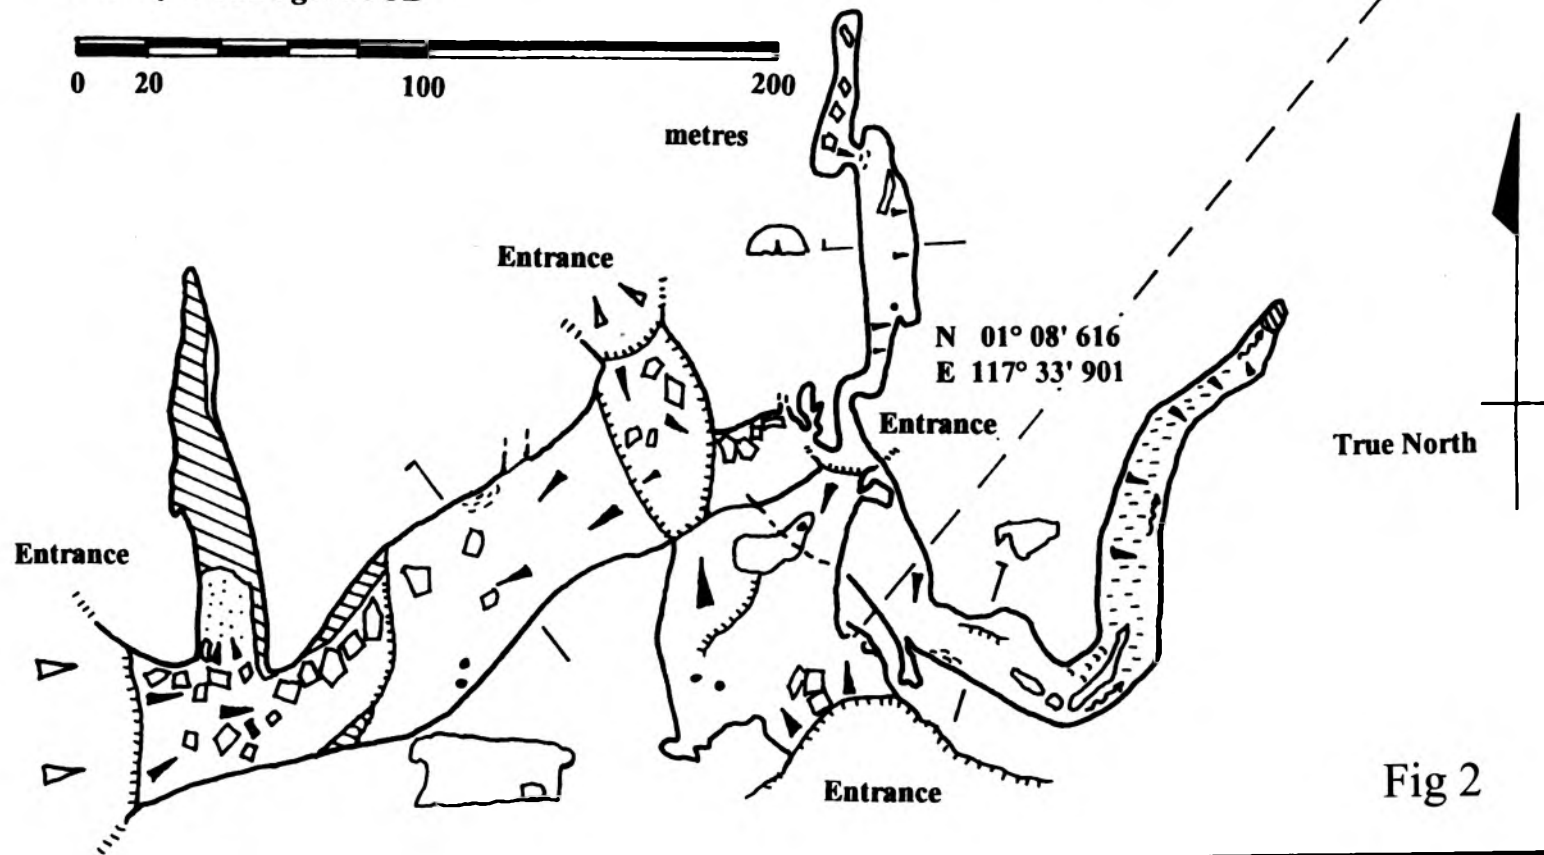 0 20 100 200
metres
Entrance
N 01° 08' 616
E 117° 33' 901
Entrance
True North
Entrance
Entrance
Fig 2